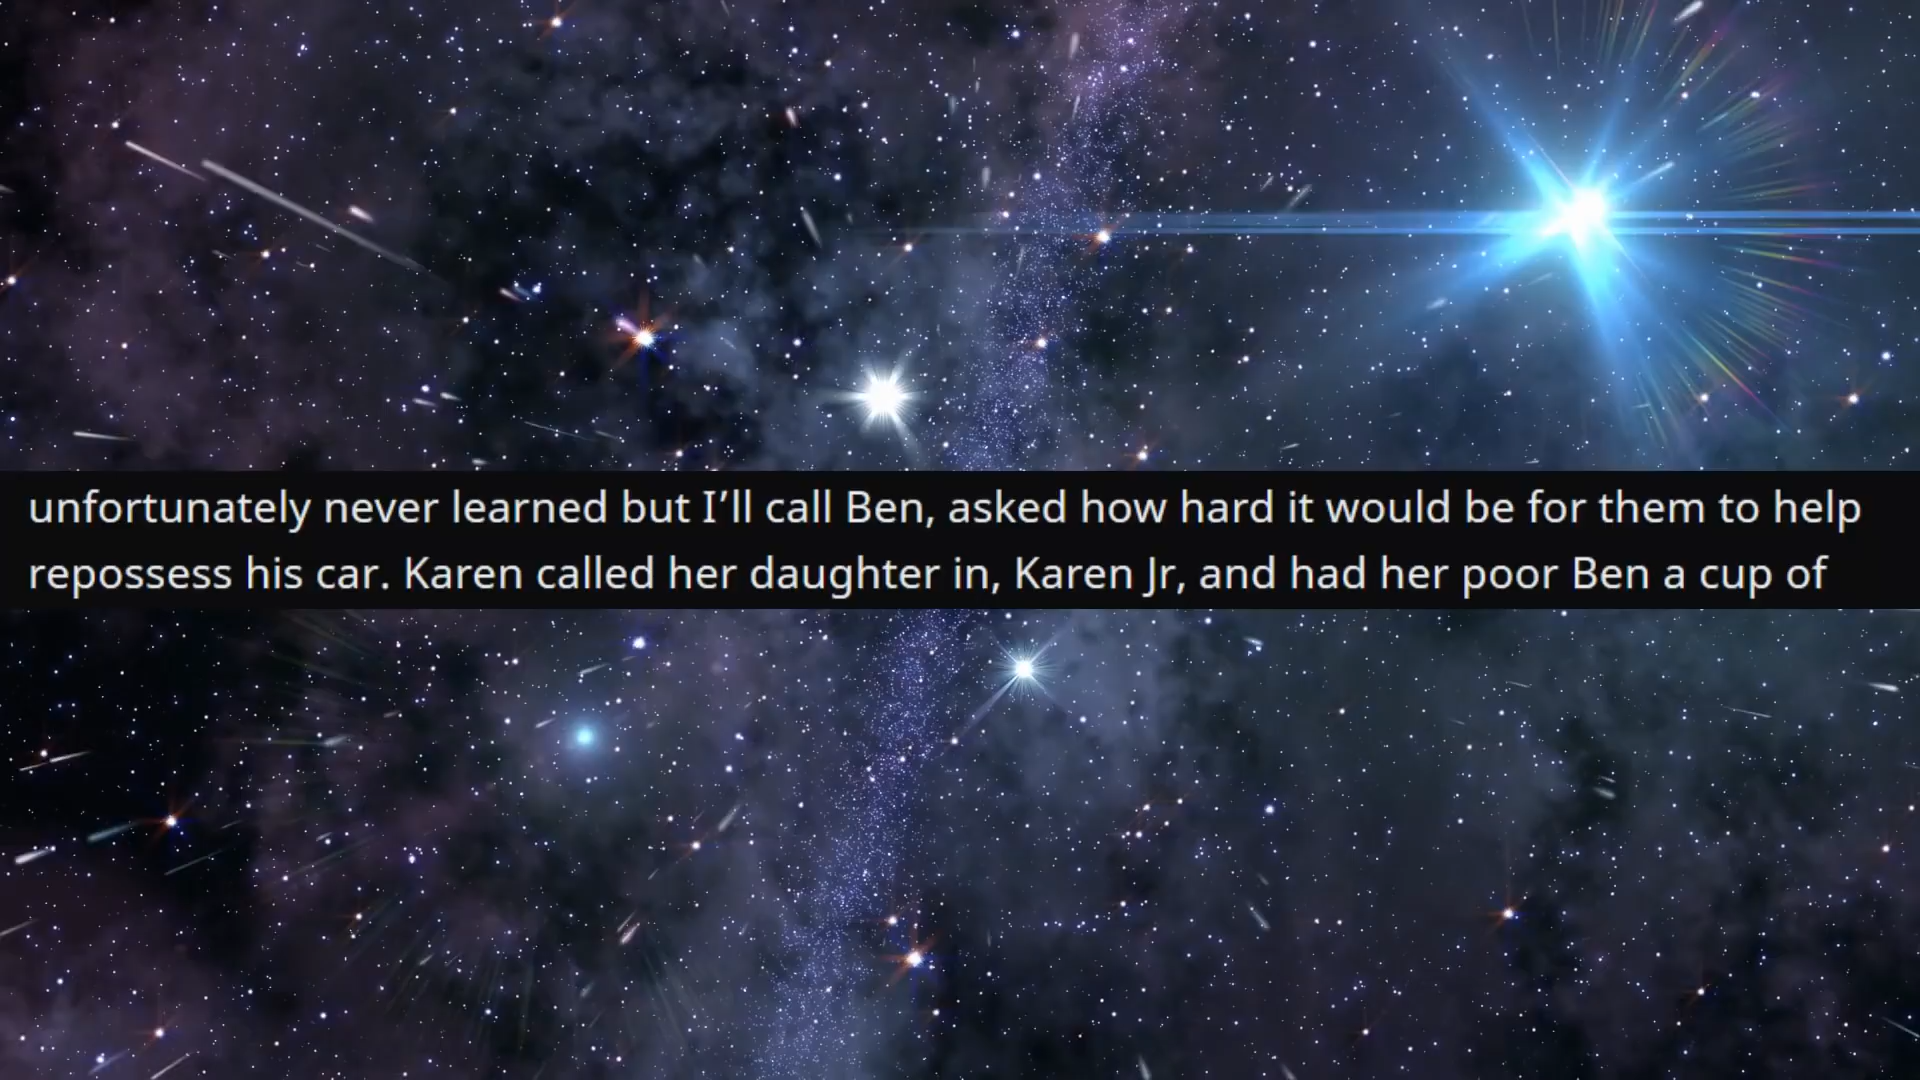 unfortunately never learned but I’ll call Ben, asked how hard it would be for them to help
repossess his car. Karen called her daughter in, Karen Jr, and had her poor Ben a cup of